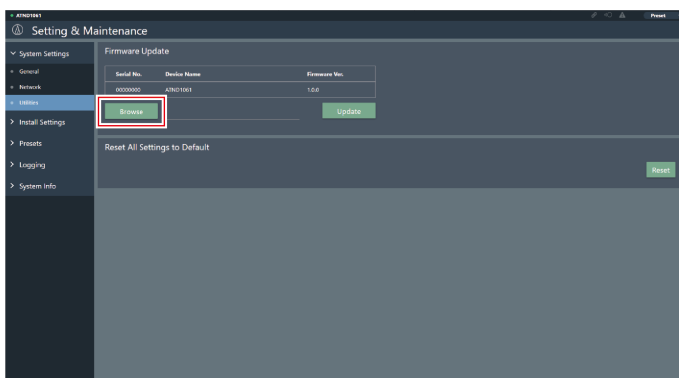 ATND1061
Preset
Setting & Maintenance
System Settings
General
Network
Utilities
Install Settings
Presets
Logging
System Info
Firmware Update
Serial No. Device Name Firmware Ver.
00000000 ATND1061 1.0.0
Browse Update
Reset All Settings to Default
Reset